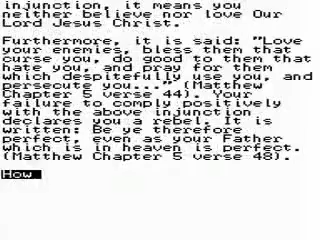 injunction, it means you
neither believe nor love Our
Lord Jesus Christ.
Furthermore, it is said: "Love
your enemies, bless them that
curse you, do good to them that
hate you, and pray for them
which despitefully use you, and
persecute you..." (Matthew
Chapter 5 verse 44). Your
failure to comply positively
with the above injunction
declares you a rebel. It is
written: Be ye therefore
perfect, even as your Father
which is in heaven is perfect.
(Matthew Chapter 5 verse 48).
How